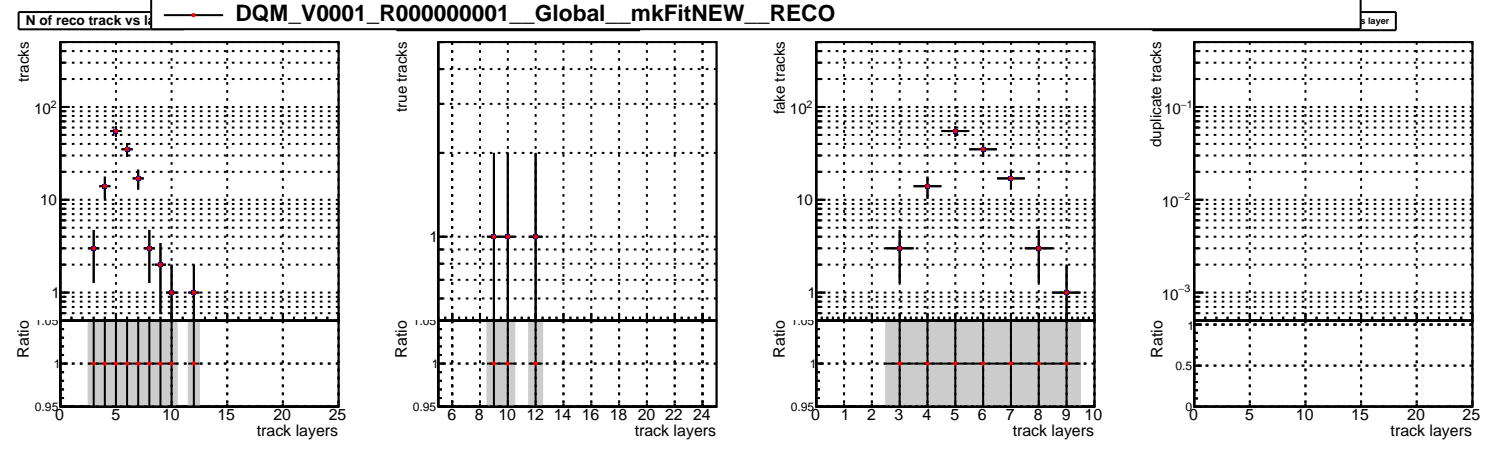 DQM_V0001_R000000001__Global__mkFitNEW__RECO
N of reco track vs la
s layer
tracks
10²
10
1
Ratio
1.05
1
0.95
0 5 10 15 20 25
track layers
true tracks
1
Ratio
1.05
1
0.95
6 8 10 12 14 16 18 20 22 24
track layers
fake tracks
10²
10
1
Ratio
1.05
1
0.95
0 1 2 3 4 5 6 7 8 9 10
track layers
duplicate tracks
10⁻¹
10⁻²
10⁻³
Ratio
1
0.5
0
0 5 10 15 20 25
track layers